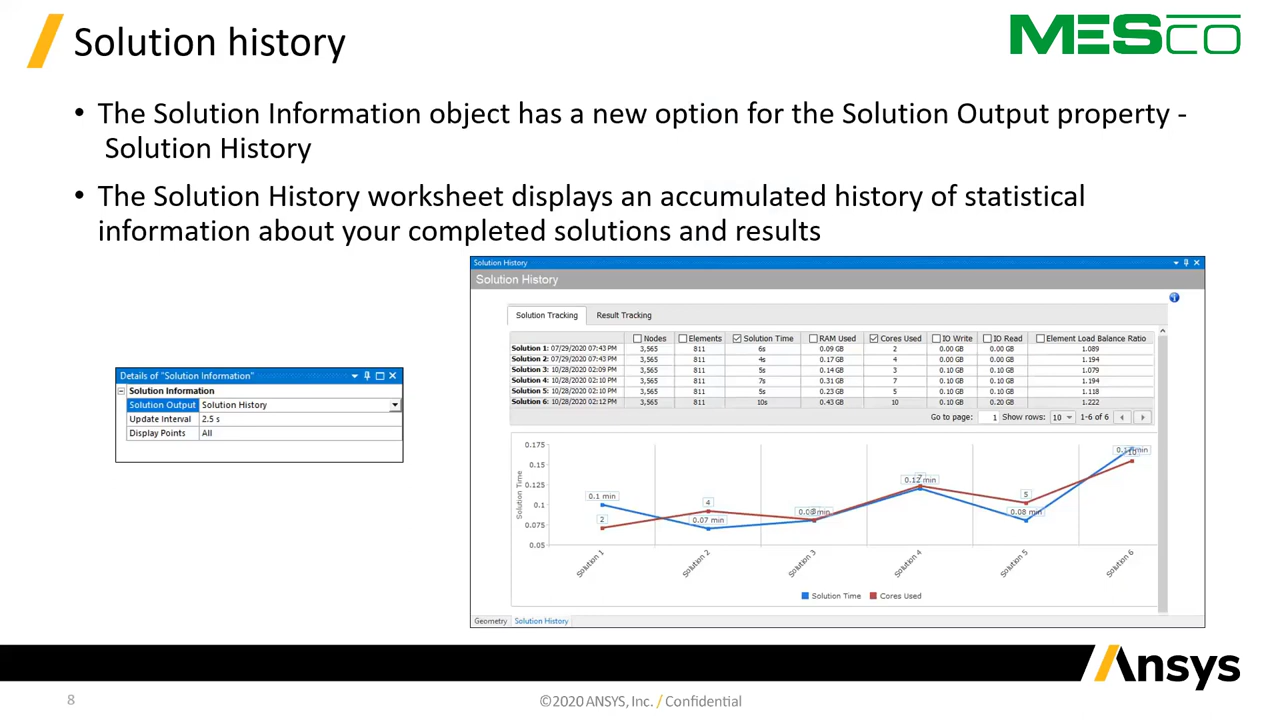 Solution history
MESCO
• The Solution Information object has a new option for the Solution Output property -
Solution History
• The Solution History worksheet displays an accumulated history of statistical
information about your completed solutions and results
Details of "Solution Information"
Solution Information
Solution Output Solution History
Update Interval 2.5 s
Display Points All
Solution History
Solution History
Solution Tracking Result Tracking
Nodes Elements Solution Time RAM Used Cores Used IO Write IO Read Element Load Balance Ratio
Solution 1: 07/29/2020 07:43 PM 3,565 811 6s 0.09 GB 2 0.00 GB 0.00 GB 1.089
Solution 2: 07/29/2020 07:43 PM 3,565 811 4s 0.17 GB 4 0.00 GB 0.00 GB 1.194
Solution 3: 10/28/2020 02:09 PM 3,565 811 5s 0.14 GB 3 0.10 GB 0.10 GB 1.079
Solution 4: 10/28/2020 02:10 PM 3,565 811 7s 0.31 GB 7 0.10 GB 0.10 GB 1.194
Solution 5: 10/28/2020 02:10 PM 3,565 811 5s 0.23 GB 5 0.10 GB 0.10 GB 1.118
Solution 6: 10/28/2020 02:12 PM 3,565 811 10s 0.43 GB 10 0.10 GB 0.20 GB 1.222
Go to page: 1 Show rows: 10 1-6 of 6
Solution Time
0.175
0.15
0.125
0.1
0.075
0.05
0.1 min
2
4
0.07 min
0.12 min
5
0.08 min
Solution 1
Solution 2
Solution 3
Solution 4
Solution 5
Solution 6
Solution Time Cores Used
Geometry Solution History
Ansys
8
©2020 ANSYS, Inc. / Confidential